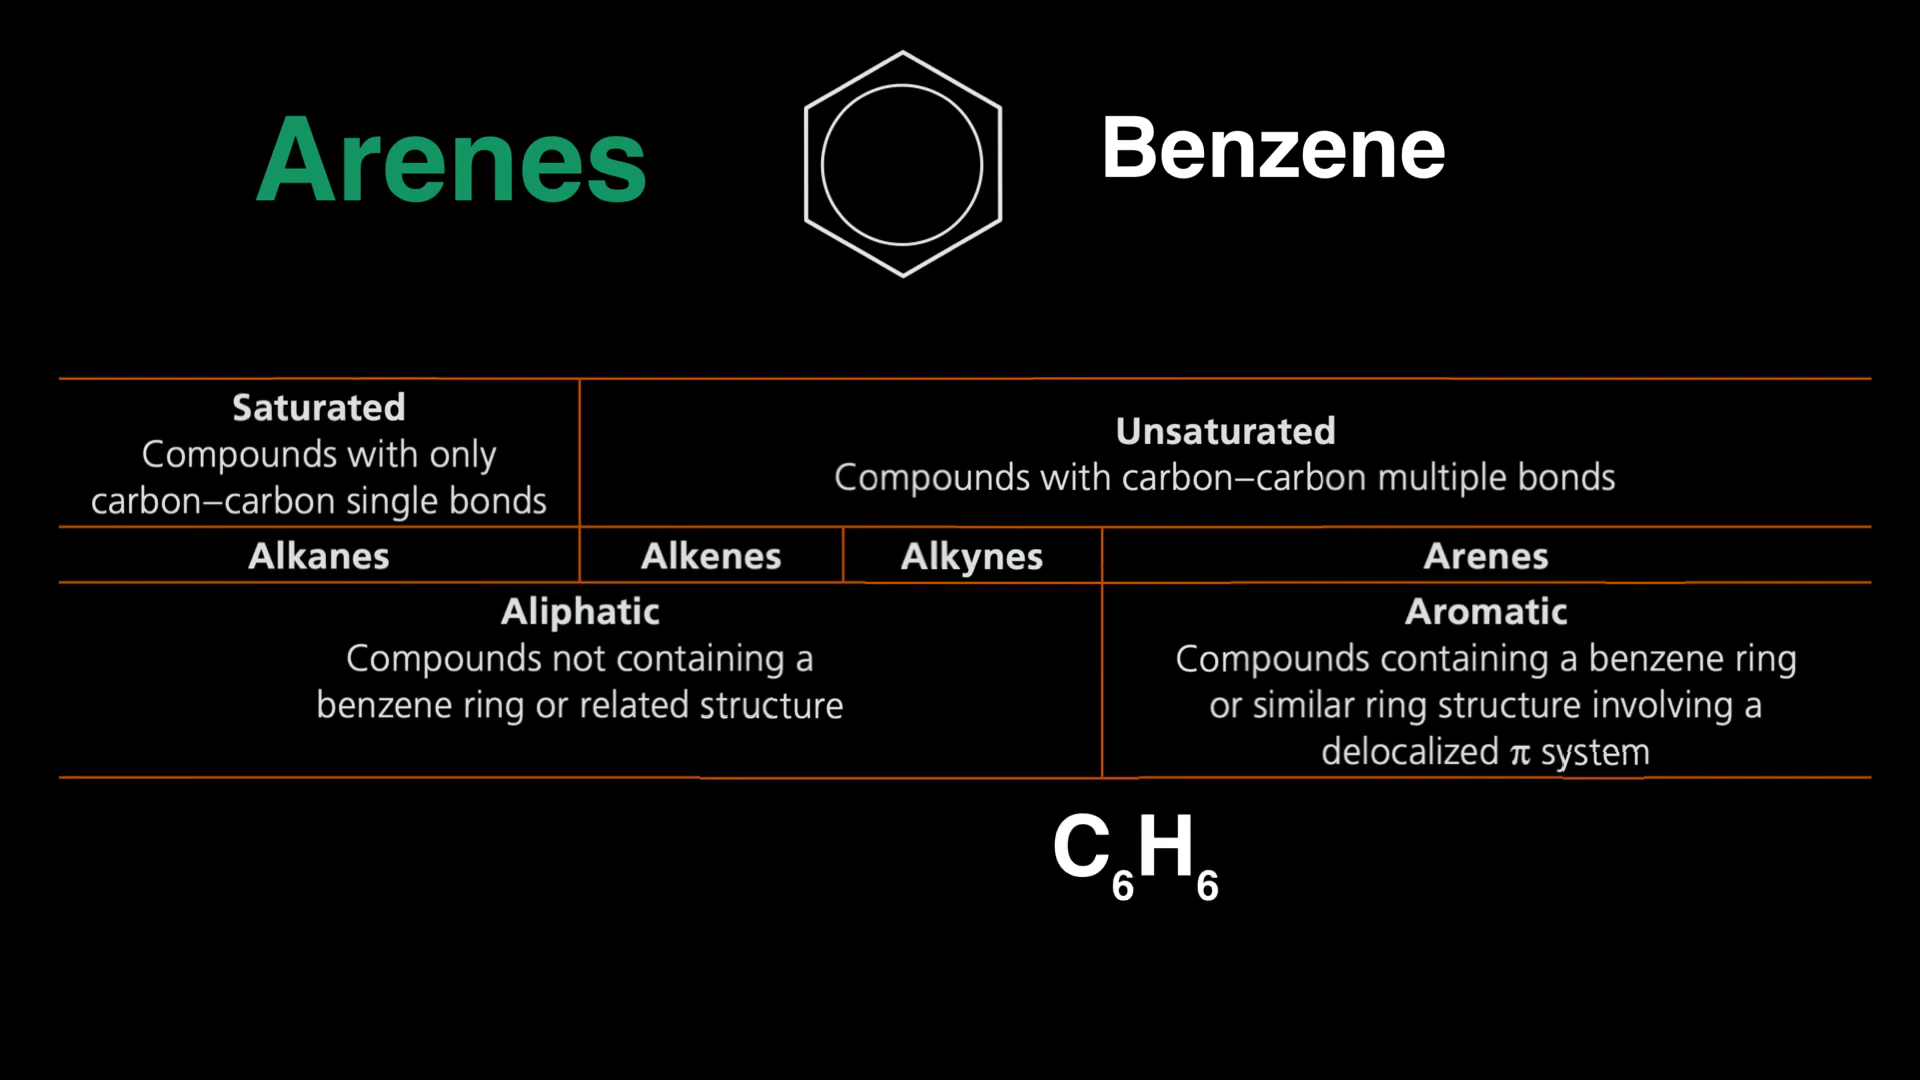 Arenes
Benzene
Saturated
Compounds with only
carbon–carbon single bonds
Unsaturated
Compounds with carbon–carbon multiple bonds
Alkanes
Alkenes
Alkynes
Arenes
Aliphatic
Compounds not containing a
benzene ring or related structure
Aromatic
Compounds containing a benzene ring
or similar ring structure involving a
delocalized π system
C₆H₆